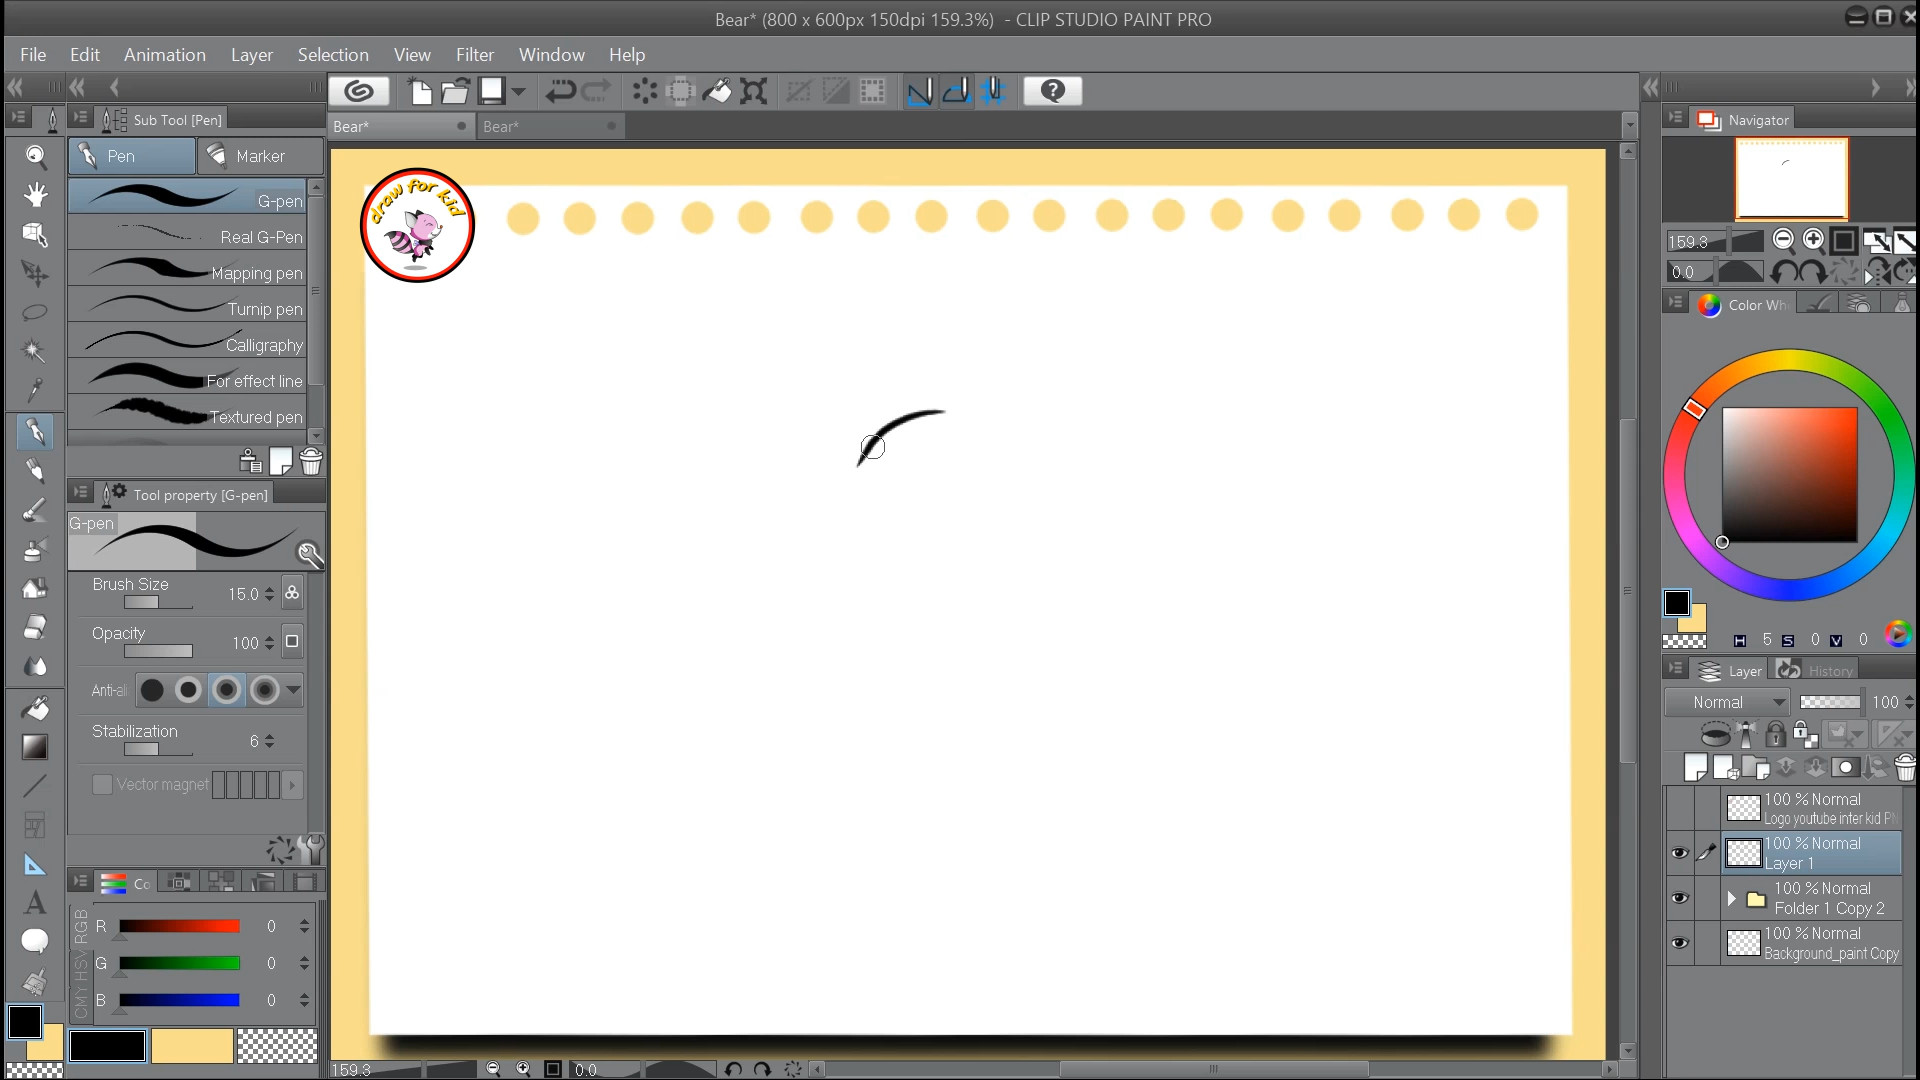 Bear* (800 x 600px 150dpi 159.3%) - CLIP STUDIO PAINT PRO
File Edit Animation Layer Selection View Filter Window Help
Sub Tool [Pen]
Bear* Bear*
Navigator
Pen Marker
draw for kid
G-pen
Real G-Pen
Mapping pen
Turnip pen
Calligraphy
For effect line
Textured pen
159.3
0.0
Color Wh
Tool property [G-pen]
G-pen
Brush Size 15.0
Opacity 100
Anti-ali
Stabilization 6
Vector magnet
H 5 S 0 V 0
Layer History
Normal 100
100 % Normal
Logo youtube inter kid PN
100 % Normal
Layer 1
100 % Normal
Folder 1 Copy 2
100 % Normal
Background_paint Copy
Co
RGB
HSV
CMY
R 0
G 0
B 0
A
159.3 0.0